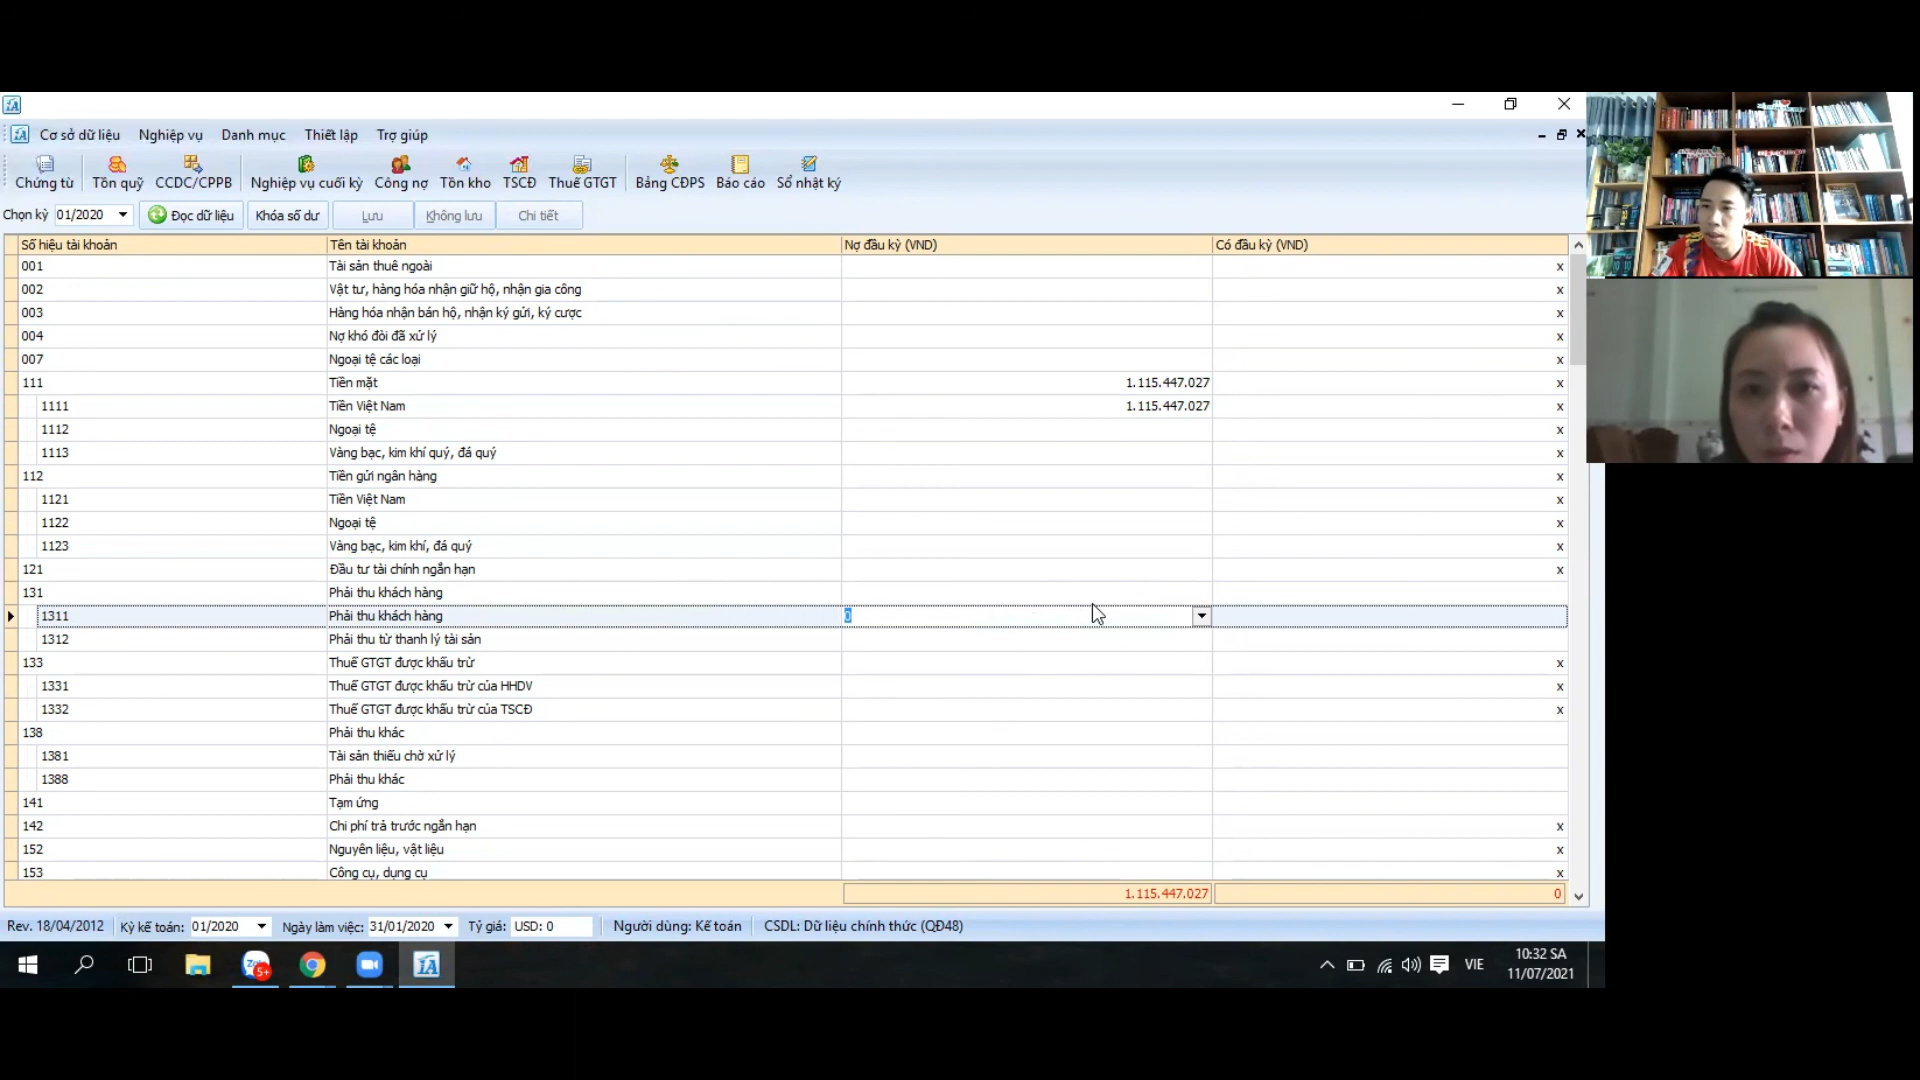 Cơ sở dữ liệu Nghiệp vụ Danh mục Thiết lập Trợ giúp
Chứng từ Tồn quỹ CCDC/CPPB Nghiệp vụ cuối kỳ Công nợ Tồn kho TSCĐ Thuế GTGT Bảng CĐPS Báo cáo Sổ nhật ký
Chọn kỳ 01/2020 Đọc dữ liệu Khóa số dư Lưu Không lưu Chi tiết
Số hiệu tài khoản Tên tài khoản Nợ đầu kỳ (VND) Có đầu kỳ (VND)
001 Tài sản thuê ngoài x
002 Vật tư, hàng hóa nhận giữ hộ, nhận gia công x
003 Hàng hóa nhận bán hộ, nhận ký gửi, ký cược x
004 Nợ khó đòi đã xử lý x
007 Ngoại tệ các loại x
111 Tiền mặt 1.115.447.027 x
1111 Tiền Việt Nam 1.115.447.027 x
1112 Ngoại tệ x
1113 Vàng bạc, kim khí quý, đá quý x
112 Tiền gửi ngân hàng x
1121 Tiền Việt Nam x
1122 Ngoại tệ x
1123 Vàng bạc, kim khí, đá quý x
121 Đầu tư tài chính ngắn hạn x
131 Phải thu khách hàng
1311 Phải thu khách hàng 0
1312 Phải thu từ thanh lý tài sản
133 Thuế GTGT được khấu trừ x
1331 Thuế GTGT được khấu trừ của HHDV x
1332 Thuế GTGT được khấu trừ của TSCĐ x
138 Phải thu khác
1381 Tài sản thiếu chờ xử lý
1388 Phải thu khác
141 Tạm ứng
142 Chi phí trả trước ngắn hạn x
152 Nguyên liệu, vật liệu x
153 Công cụ, dụng cụ x
1.115.447.027 0
Rev. 18/04/2012 Kỳ kế toán: 01/2020 Ngày làm việc: 31/01/2020 Tỷ giá: USD: 0 Người dùng: Kế toán CSDL: Dữ liệu chính thức (QĐ48)
5+ iA VIE 10:32 SA
11/07/2021